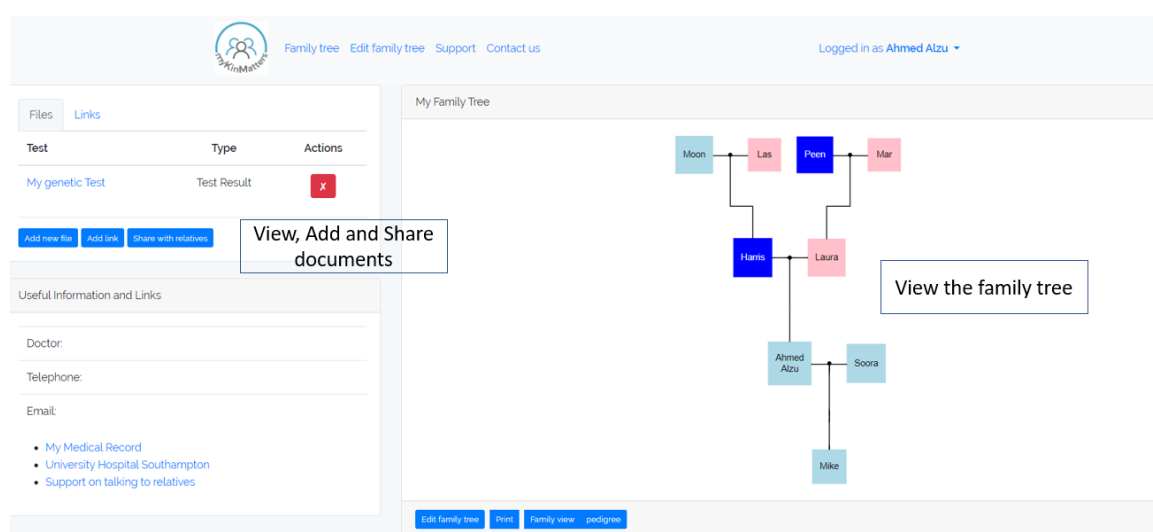 myKinMatters
Family tree Edit family tree Support Contact us
Logged in as Ahmed Alzu
Files Links
Test Type Actions
My genetic Test Test Result x
Add new file Add link Share with relatives
View, Add and Share
documents
Useful Information and Links
Doctor:
Telephone:
Email:
My Medical Record
University Hospital Southampton
Support on talking to relatives
My Family Tree
Moon Las Peen Mar
Harris Laura
View the family tree
Ahmed
Alzu
Soora
Mike
Edit family tree Print Family view pedigree